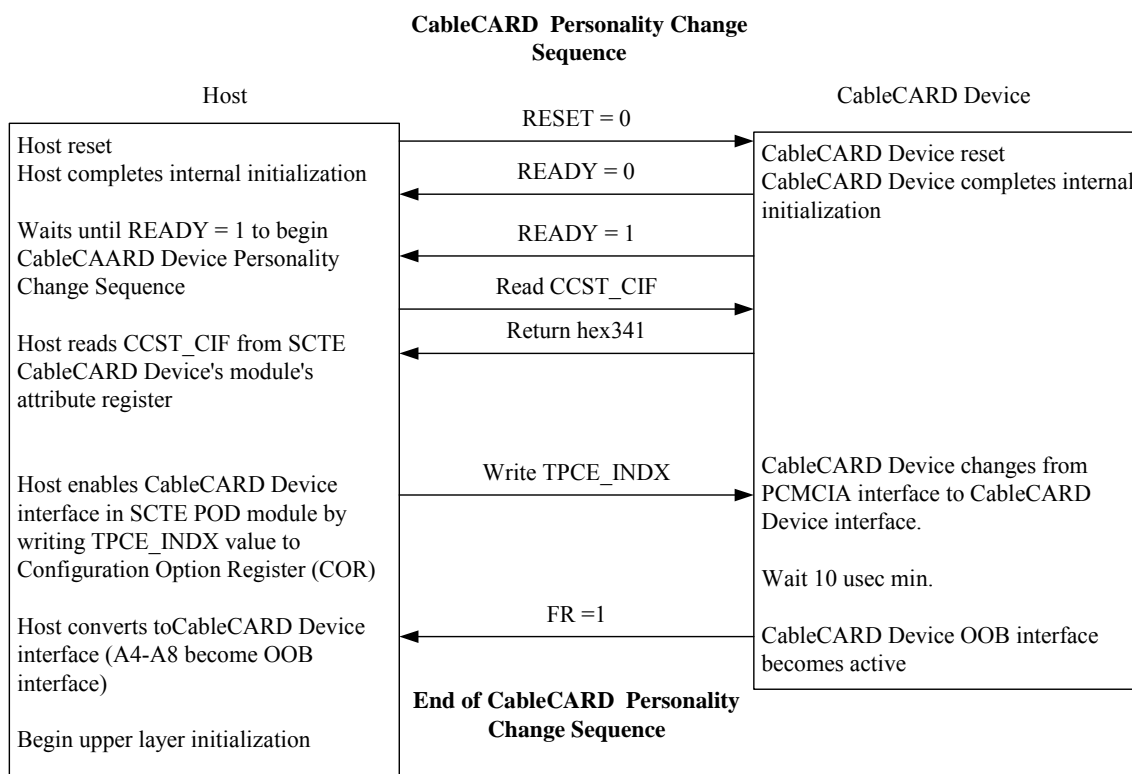 CableCARD Personality Change
Sequence
Host
CableCARD Device
RESET = 0
Host reset
Host completes internal initialization
CableCARD Device reset
CableCARD Device completes internal
initialization
READY = 0
Waits until READY = 1 to begin
CableCAARD Device Personality
Change Sequence
READY = 1
Read CCST_CIF
Return hex341
Host reads CCST_CIF from SCTE
CableCARD Device's module's
attribute register
Host enables CableCARD Device
interface in SCTE POD module by
writing TPCE_INDX value to
Configuration Option Register (COR)
Write TPCE_INDX
CableCARD Device changes from
PCMCIA interface to CableCARD
Device interface.
Wait 10 usec min.
FR =1
Host converts toCableCARD Device
interface (A4-A8 become OOB
interface)
CableCARD Device OOB interface
becomes active
End of CableCARD Personality
Change Sequence
Begin upper layer initialization